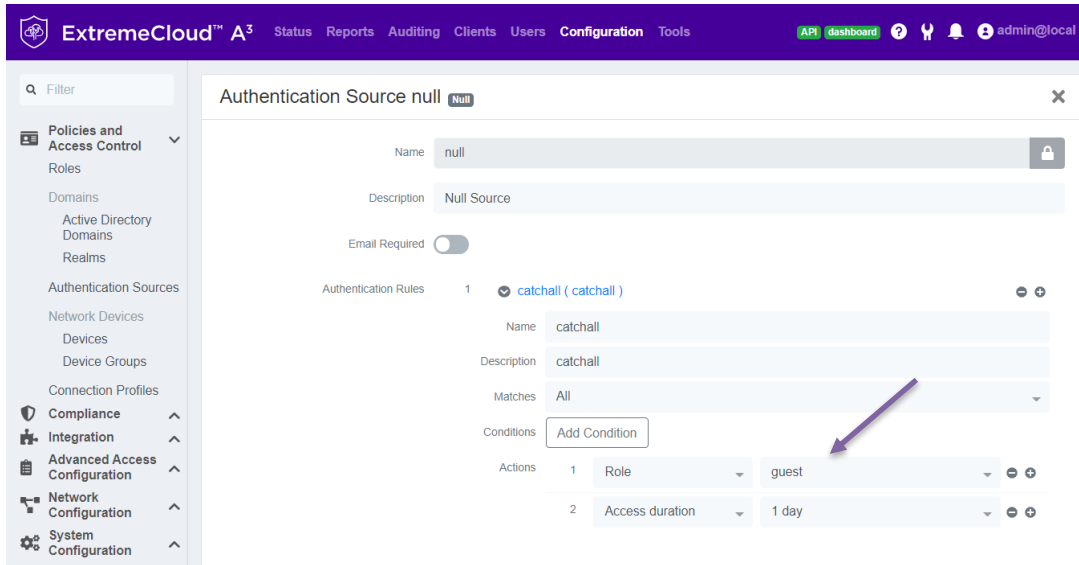 ExtremeCloud™ A³ Status Reports Auditing Clients Users Configuration Tools API dashboard ? admin@local
Filter
Policies and
Access Control
Roles
Domains
Active Directory
Domains
Realms
Authentication Sources
Network Devices
Devices
Device Groups
Connection Profiles
Compliance
Integration
Advanced Access
Configuration
Network
Configuration
System
Configuration
Authentication Source null Null
Name null
Description Null Source
Email Required
Authentication Rules 1 catchall ( catchall )
Name catchall
Description catchall
Matches All
Conditions Add Condition
Actions 1 Role guest
2 Access duration 1 day